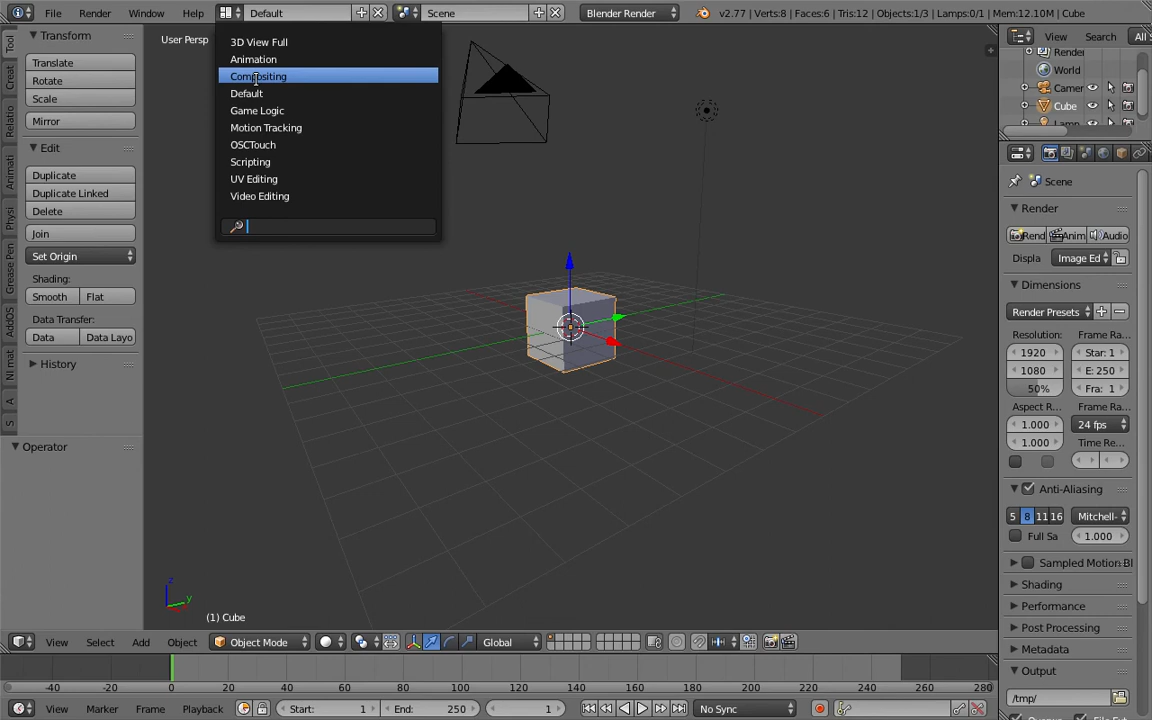 File Render Window Help Default Scene Blender Render v2.77 | Verts:8 | Faces:6 | Tris:12 | Objects:1/3 | Lamps:0/1 | Mem:12.10M | Cube
Tool
Animati
Physi
Grease Pen
AddOS
NI mat
A
S
Transform
Translate
Rotate
Scale
Mirror
Edit
Duplicate
Duplicate Linked
Delete
Join
Set Origin
Shading:
Smooth Flat
Data Transfer:
Data Data Layo
History
Operator
User Persp
3D View Full
Animation
Compositing
Default
Game Logic
Motion Tracking
OSCTouch
Scripting
UV Editing
Video Editing
z
y
(1) Cube
View Search All S
Render
World
Camer
Cube
Lamp
Scene
Render
Rend Anim Audio
Displa Image Ed
Dimensions
Render Presets
Resolution: Frame Ra...
1920 Star: 1
1080 E: 250
50% Fra: 1
Aspect R... Frame Ra...
1.000 24 fps
1.000 Time Re...
Anti-Aliasing
5 8 11 16 Mitchell-
Full Sa 1.000
Sampled Motion Bl
Shading
Performance
Post Processing
Metadata
Output
/tmp/
View Select Add Object Object Mode Global
-40 -20 0 20 40 60 80 100 120 140 160 180 200 220 240 260 280
View Marker Frame Playback Start: 1 End: 250 1 No Sync